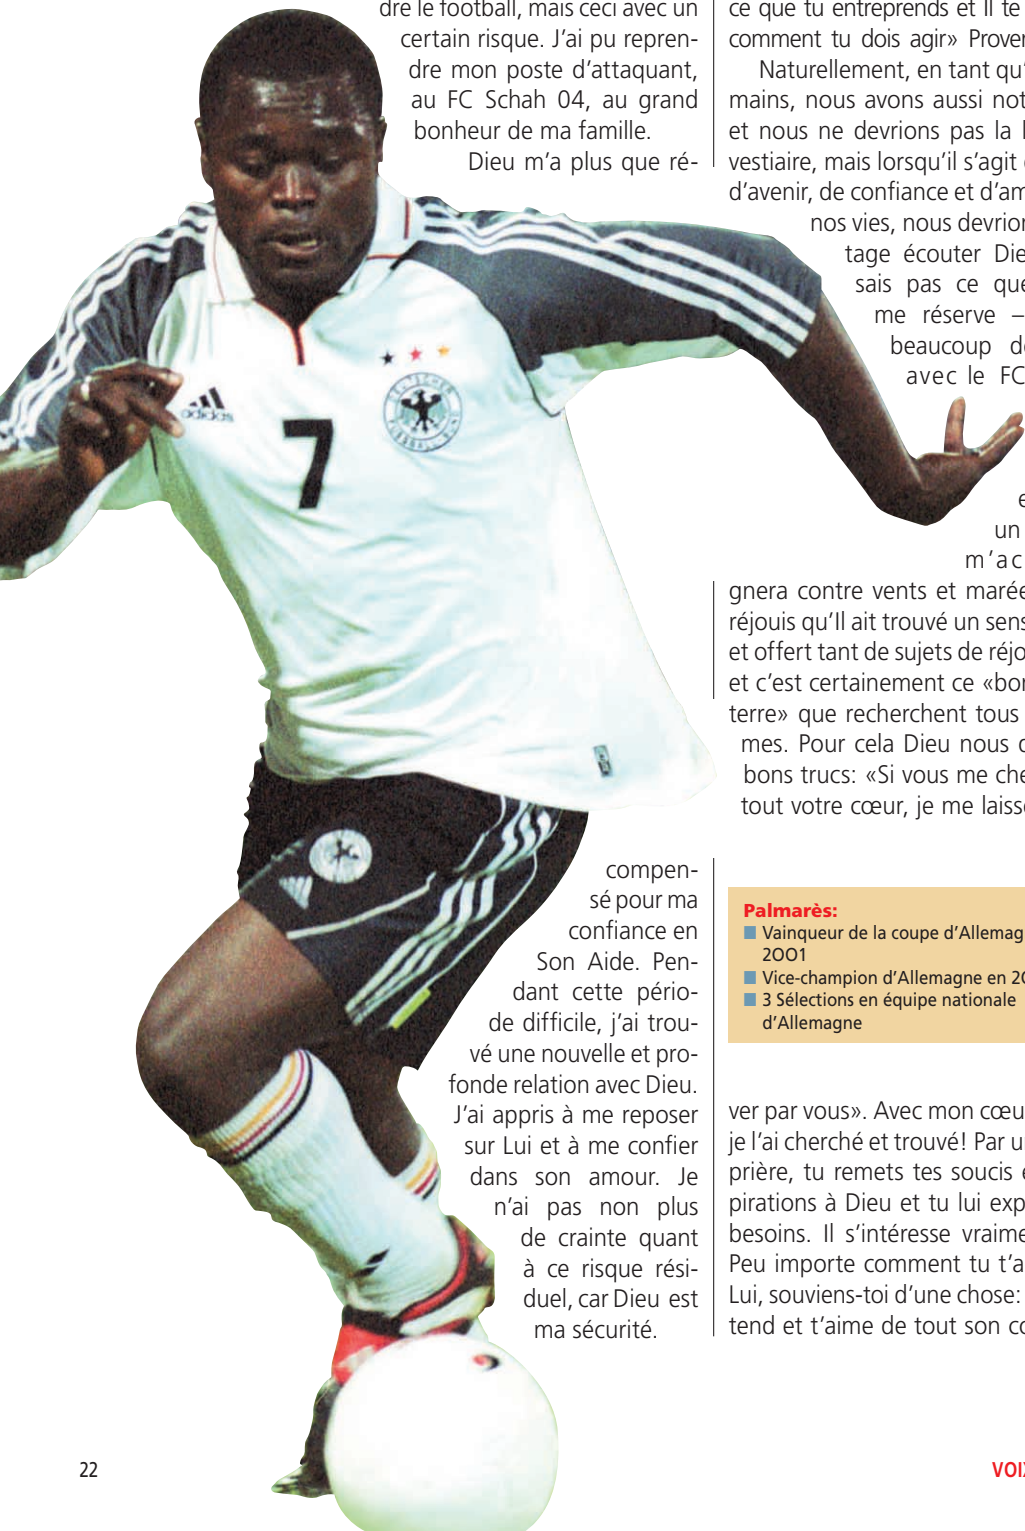 dre le football, mais ceci avec un
certain risque. J'ai pu repren-
dre mon poste d'attaquant,
au FC Schah 04, au grand
bonheur de ma famille.
Dieu m'a plus que ré-
compen-
sé pour ma
confiance en
Son Aide. Pen-
dant cette pério-
de difficile, j'ai trou-
vé une nouvelle et pro-
fonde relation avec Dieu.
J'ai appris à me reposer
sur Lui et à me confier
dans son amour. Je
n'ai pas non plus
de crainte quant
à ce risque rési-
duel, car Dieu est
ma sécurité.
ce que tu entreprends et Il te
comment tu dois agir» Prover
Naturellement, en tant qu'
mains, nous avons aussi not
et nous ne devrions pas la l
vestiaire, mais lorsqu'il s'agit
d'avenir, de confiance et d'am
nos vies, nous devrion
tage écouter Die
sais pas ce que
me réserve –
beaucoup de
avec le FC
e
un
m'ac
gnera contre vents et marée
réjouis qu'Il ait trouvé un sens
et offert tant de sujets de réjo
et c'est certainement ce «bon
terre» que recherchent tous
mes. Pour cela Dieu nous d
bons trucs: «Si vous me che
tout votre cœur, je me laisse
Palmarès:
■ Vainqueur de la coupe d'Allemag
2001
■ Vice-champion d'Allemagne en 20
■ 3 Sélections en équipe nationale
d'Allemagne
ver par vous». Avec mon cœu
je l'ai cherché et trouvé! Par un
prière, tu remets tes soucis e
pirations à Dieu et tu lui exp
besoins. Il s'intéresse vraime
Peu importe comment tu t'a
Lui, souviens-toi d'une chose:
tend et t'aime de tout son co
adidas
7
DEUTSCHER
FUSSBALL-BUND
22
VOIX